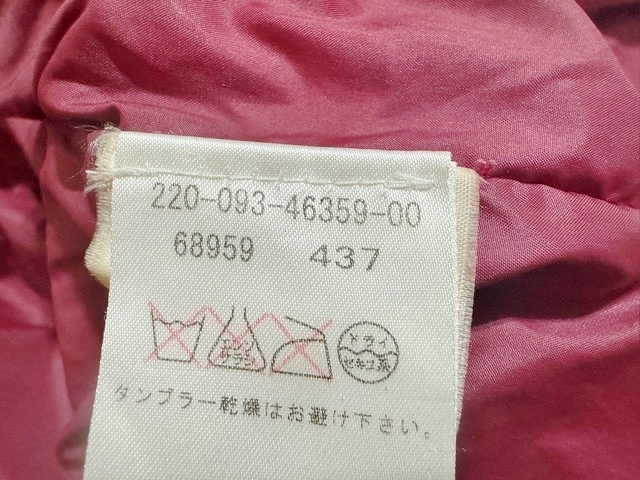 220-093-46359-00
68959 437
エンソ サラシ
ドライ
セキユ系
タンブラー乾燥はお避け下さい。